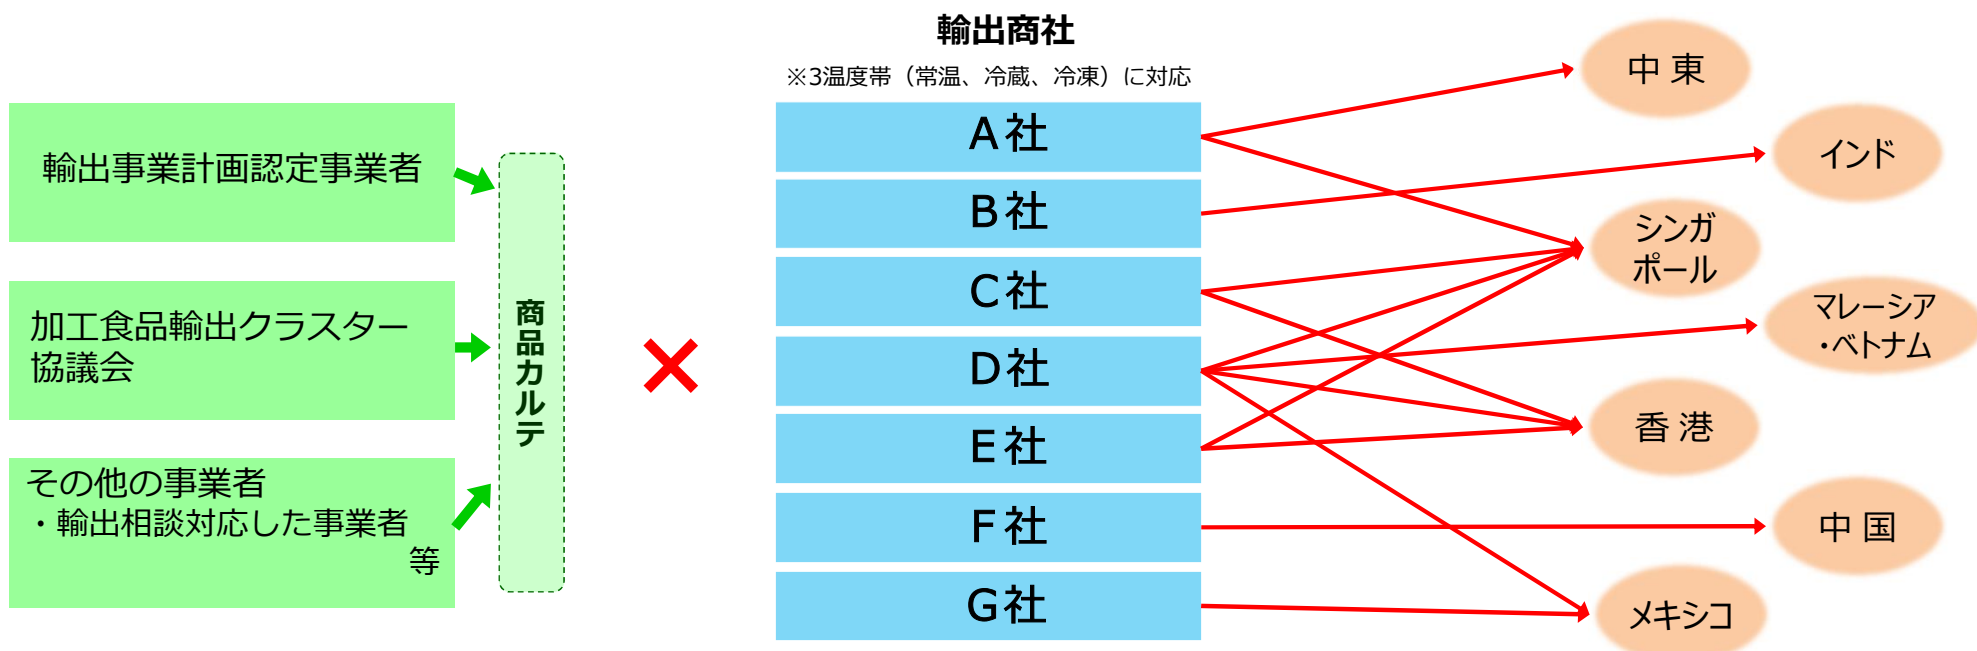 輸出商社
※3温度帯（常温、冷蔵、冷凍）に対応
輸出事業計画認定事業者
加工食品輸出クラスター
協議会
その他の事業者
・輸出相談対応した事業者
等
商品カルテ
×
A社
B社
C社
D社
E社
F社
G社
中東
インド
シンガ
ポール
マレーシア
・ベトナム
香港
中国
メキシコ